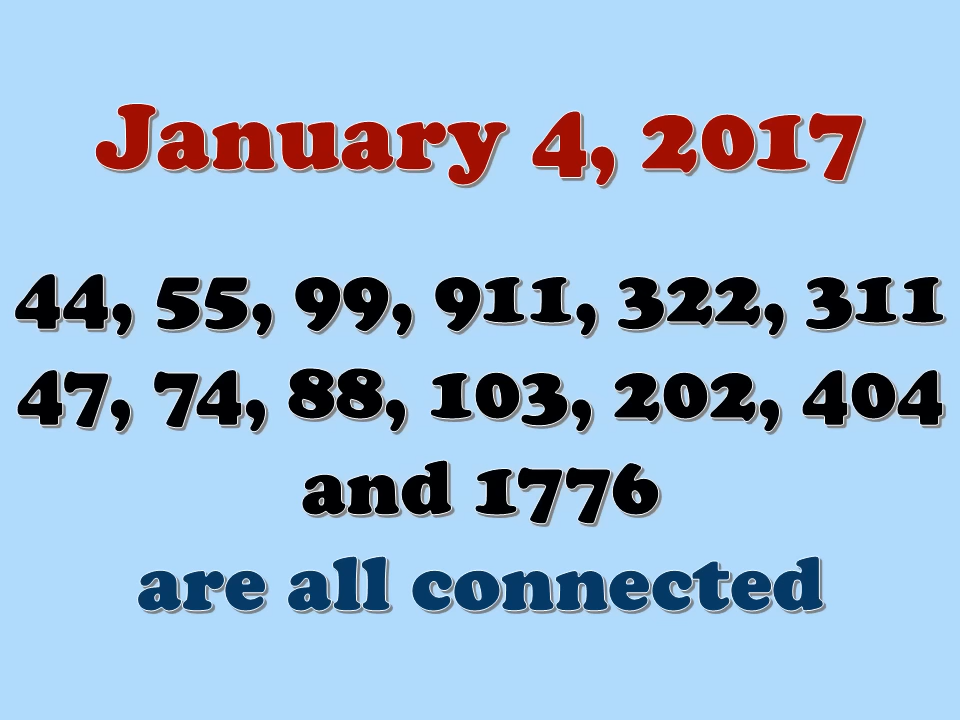 January 4, 2017
44, 55, 99, 911, 322, 311
47, 74, 88, 103, 202, 404
and 1776
are all connected